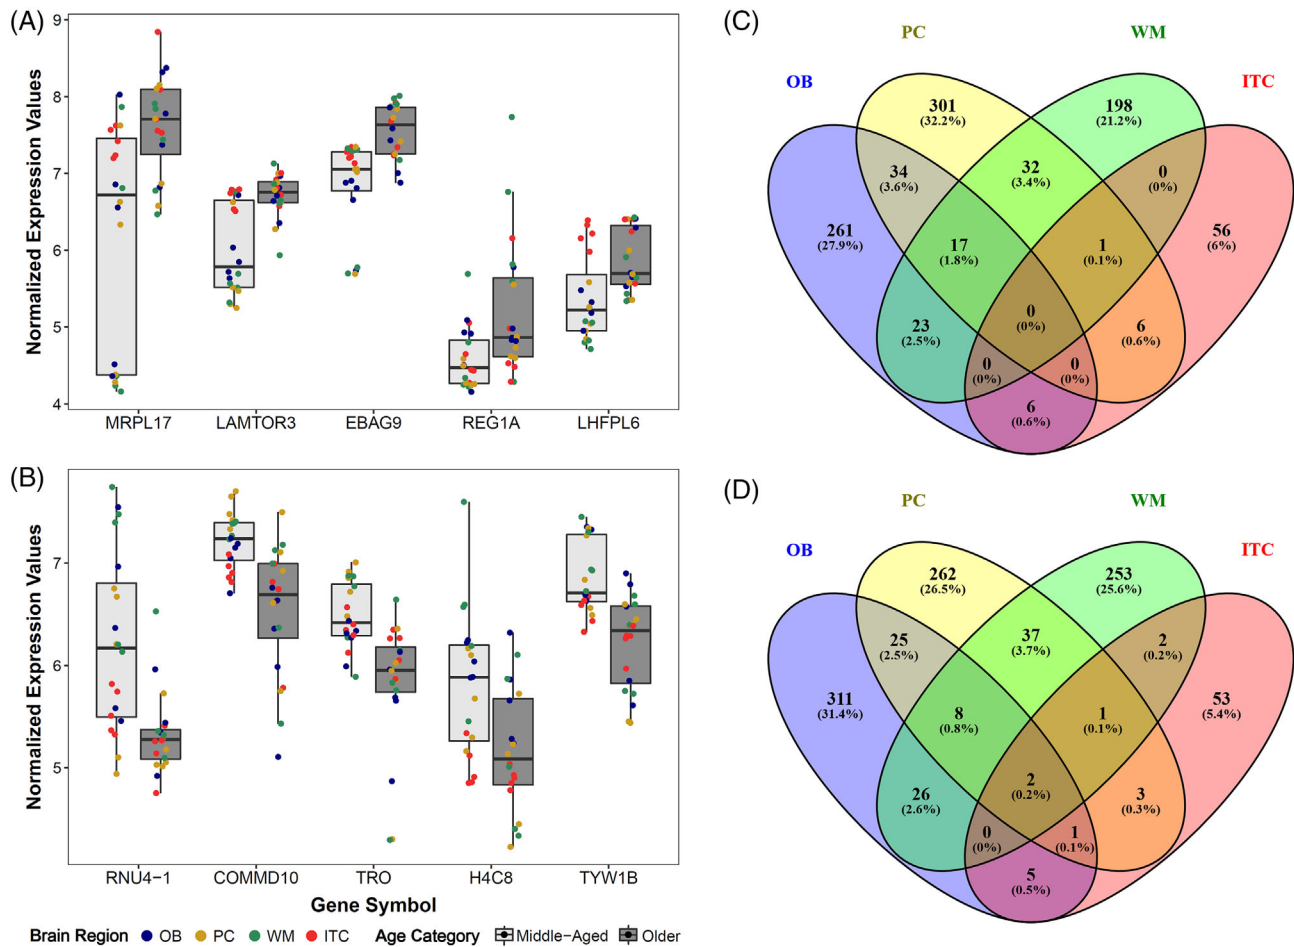 (A)
Normalized Expression Values
9
8
7
6
5
4
MRPL17 LAMTOR3 EBAG9 REG1A LHFPL6
(B)
Normalized Expression Values
7
6
5
RNU4−1 COMMD10 TRO H4C8 TYW1B
Gene Symbol
Brain Region OB PC WM ITC Age Category Middle-Aged Older
(C)
PC WM
OB ITC
301 198
(32.2%) (21.2%)
34 32 0
(3.6%) (3.4%) (0%)
261 17 1 56
(27.9%) (1.8%) (0.1%) (6%)
0
(0%)
23 6
(2.5%) (0.6%)
0 0
(0%) (0%)
6
(0.6%)
(D)
PC WM
OB ITC
262 253
(26.5%) (25.6%)
25 37 2
(2.5%) (3.7%) (0.2%)
311 8 1 53
(31.4%) (0.8%) (0.1%) (5.4%)
2
(0.2%)
26 3
(2.6%) (0.3%)
0 1
(0%) (0.1%)
5
(0.5%)